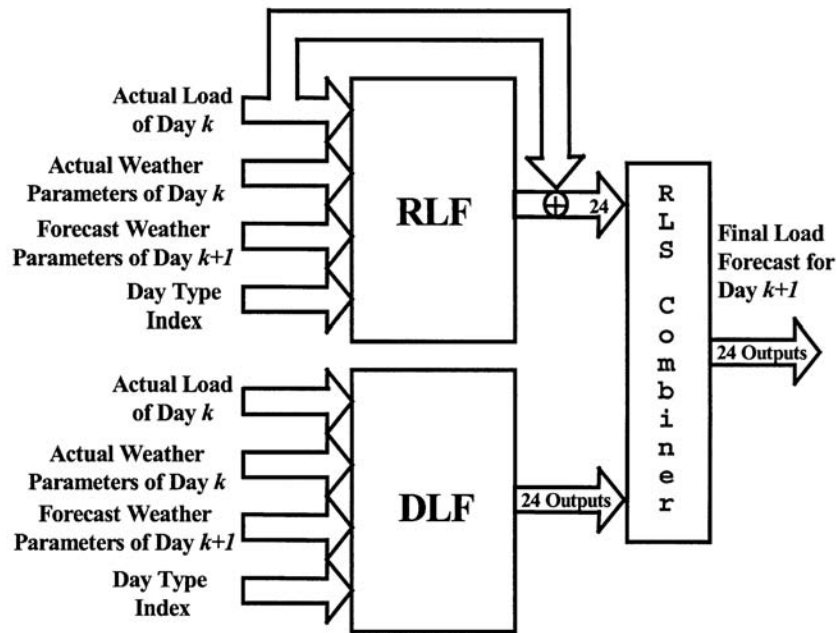 Actual Load
of Day k
Actual Weather
Parameters of Day k
Forecast Weather
Parameters of Day k+1
Day Type
Index
RLF
24
RLS Combiner
Final Load
Forecast for
Day k+1
24 Outputs
Actual Load
of Day k
Actual Weather
Parameters of Day k
Forecast Weather
Parameters of Day k+1
Day Type
Index
DLF
24 Outputs